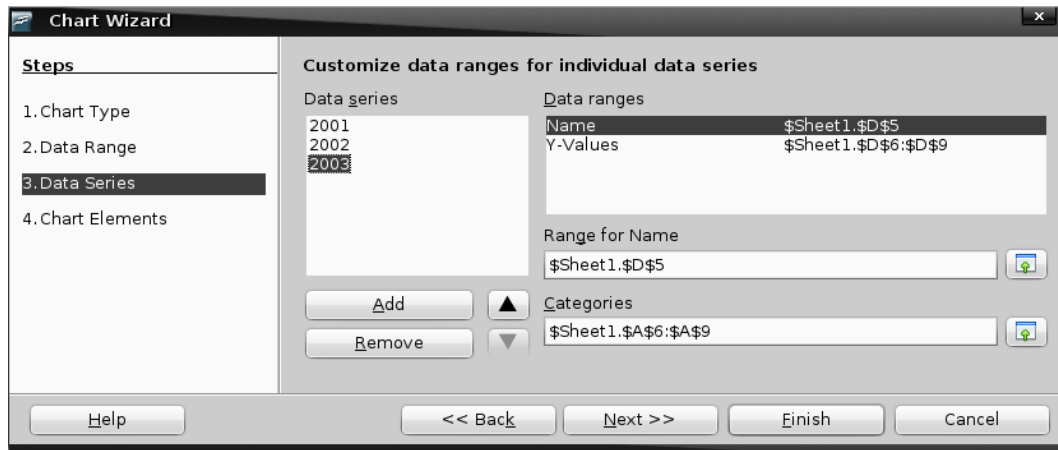 Chart Wizard
x
Steps
1.Chart Type
2.Data Range
3.Data Series
4.Chart Elements
Customize data ranges for individual data series
Data series
2001
2002
2003
Add
Remove
Data ranges
Name $Sheet1.$D$5
Y-Values $Sheet1.$D$6:$D$9
Range for Name
$Sheet1.$D$5
Categories
$Sheet1.$A$6:$A$9
Help
<< Back
Next >>
Finish
Cancel